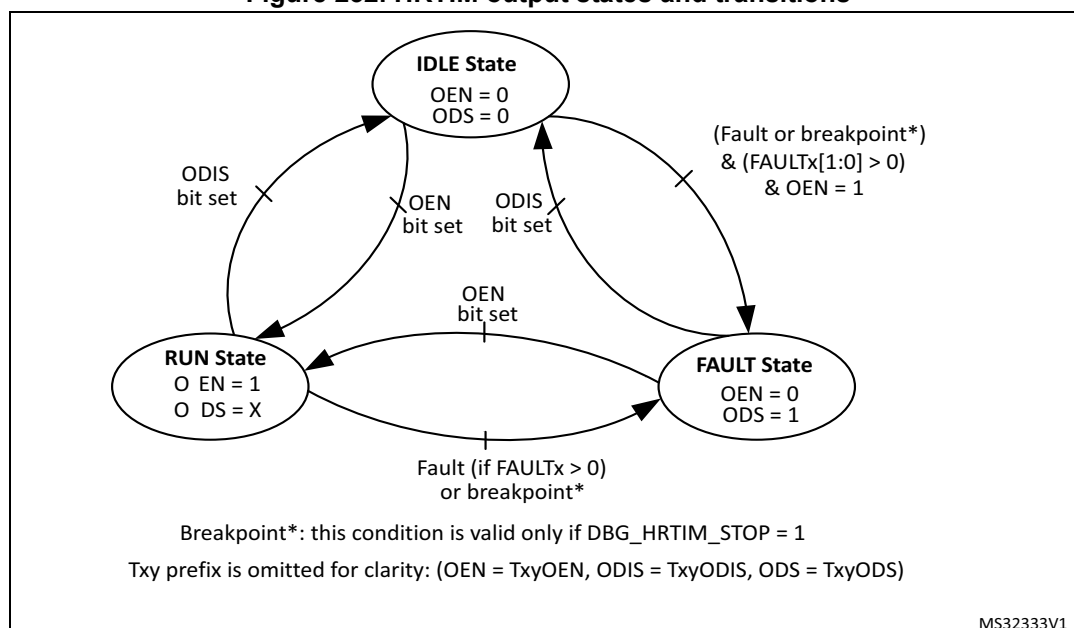 IDLE State
OEN = 0
ODS = 0
(Fault or breakpoint*)
& (FAULTx[1:0] > 0)
& OEN = 1
ODIS
bit set
OEN
bit set
ODIS
bit set
OEN
bit set
RUN State
O EN = 1
O DS = X
FAULT State
OEN = 0
ODS = 1
Fault (if FAULTx > 0)
or breakpoint*
Breakpoint*: this condition is valid only if DBG_HRTIM_STOP = 1
Txy prefix is omitted for clarity: (OEN = TxyOEN, ODIS = TxyODIS, ODS = TxyODS)
MS32333V1